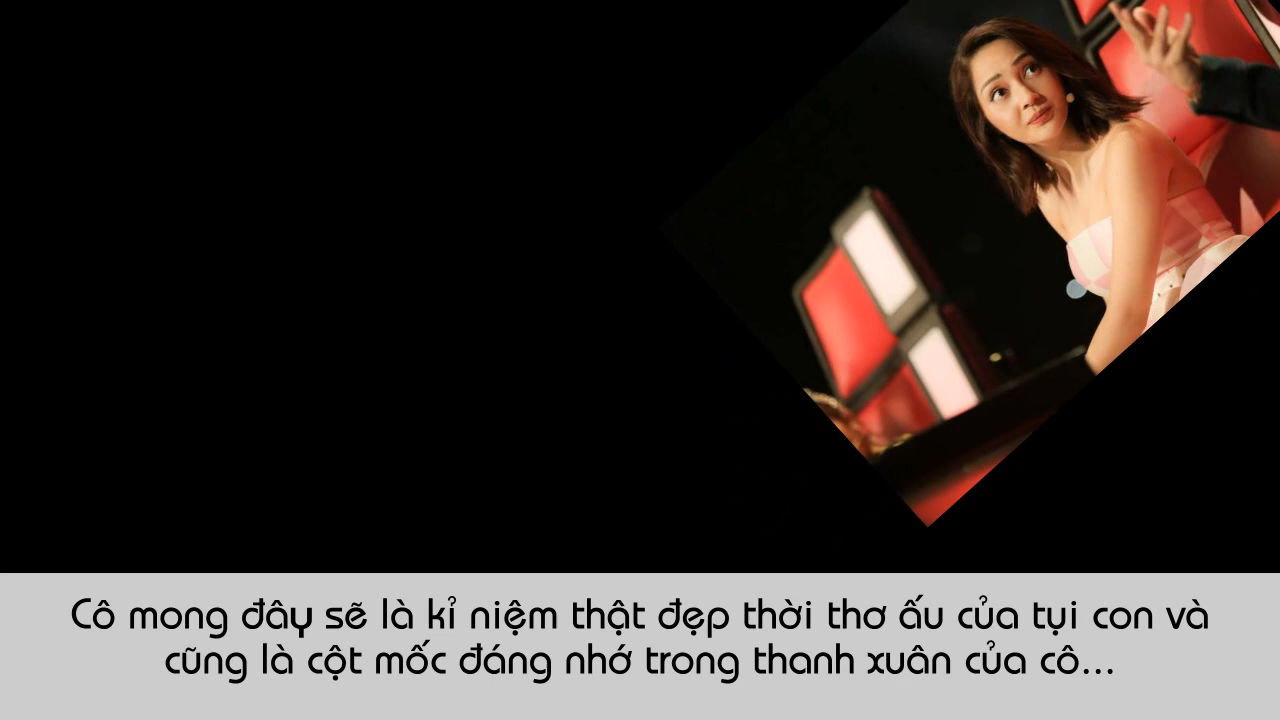 Cô mong đây sẽ là kỉ niệm thật đẹp thời thơ ấu của tụi con và
cũng là cột mốc đáng nhớ trong thanh xuân của cô...